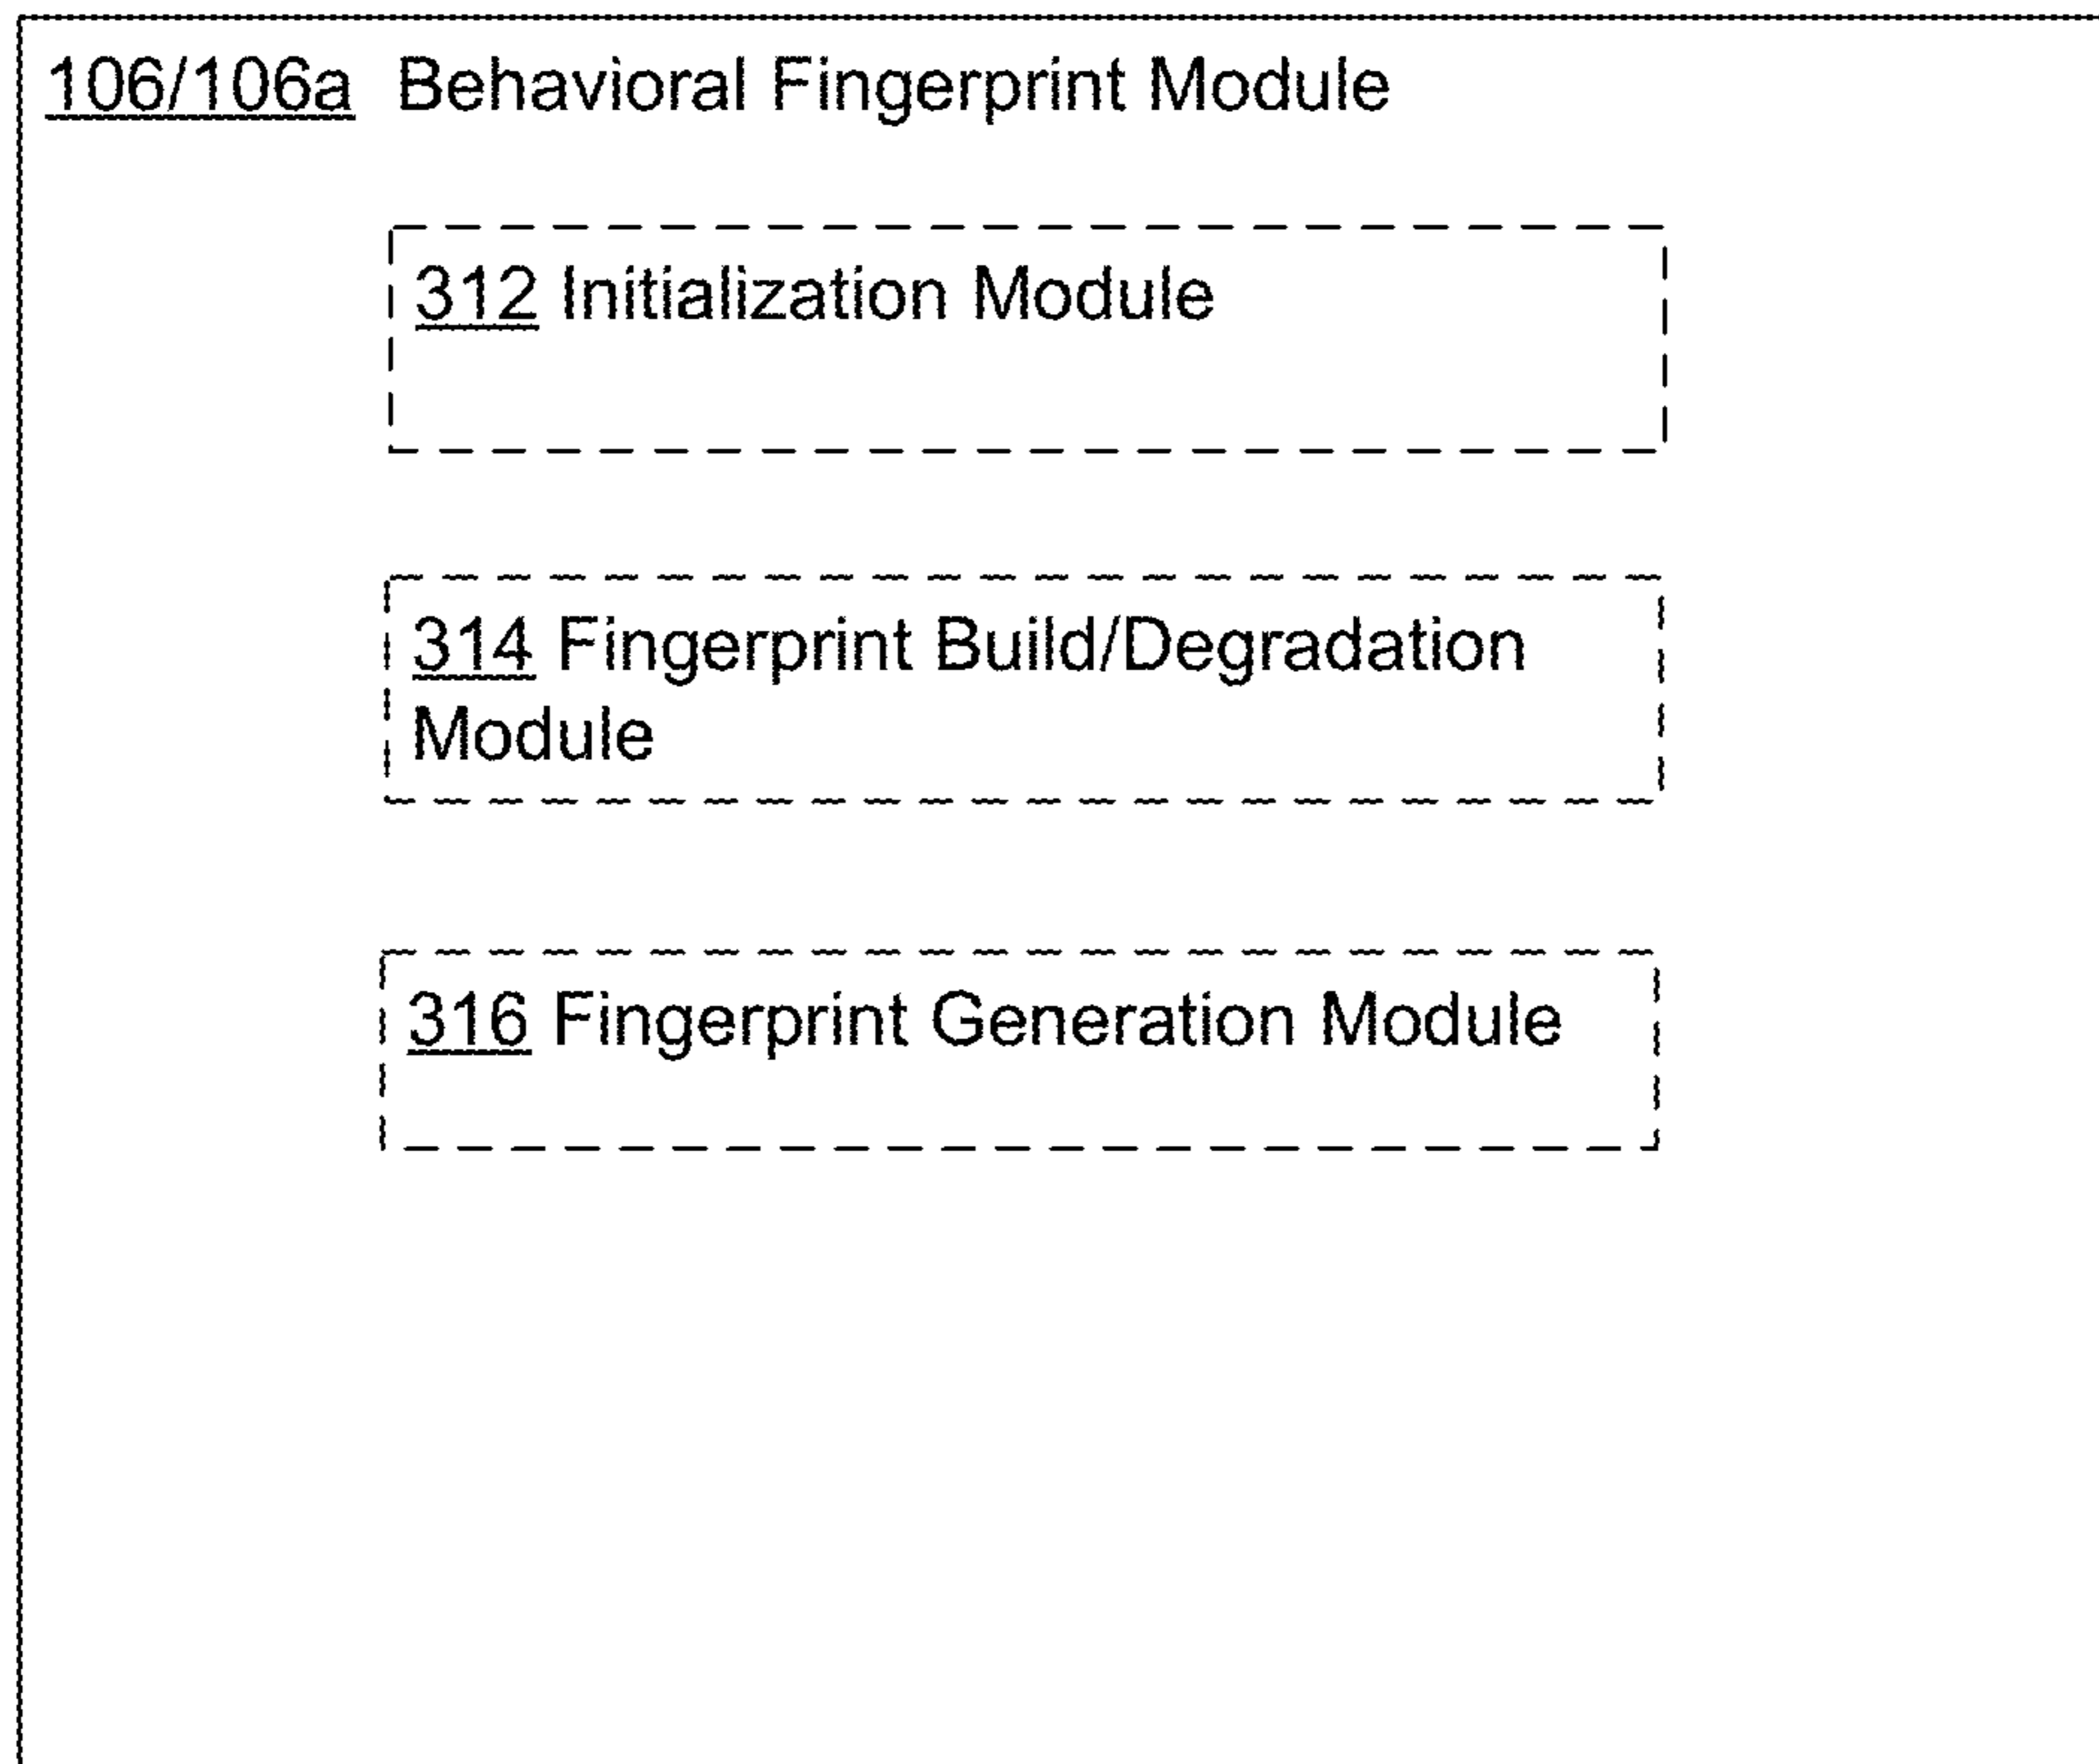 106/106a Behavioral Fingerprint Module
312 Initialization Module
314 Fingerprint Build/Degradation
Module
316 Fingerprint Generation Module